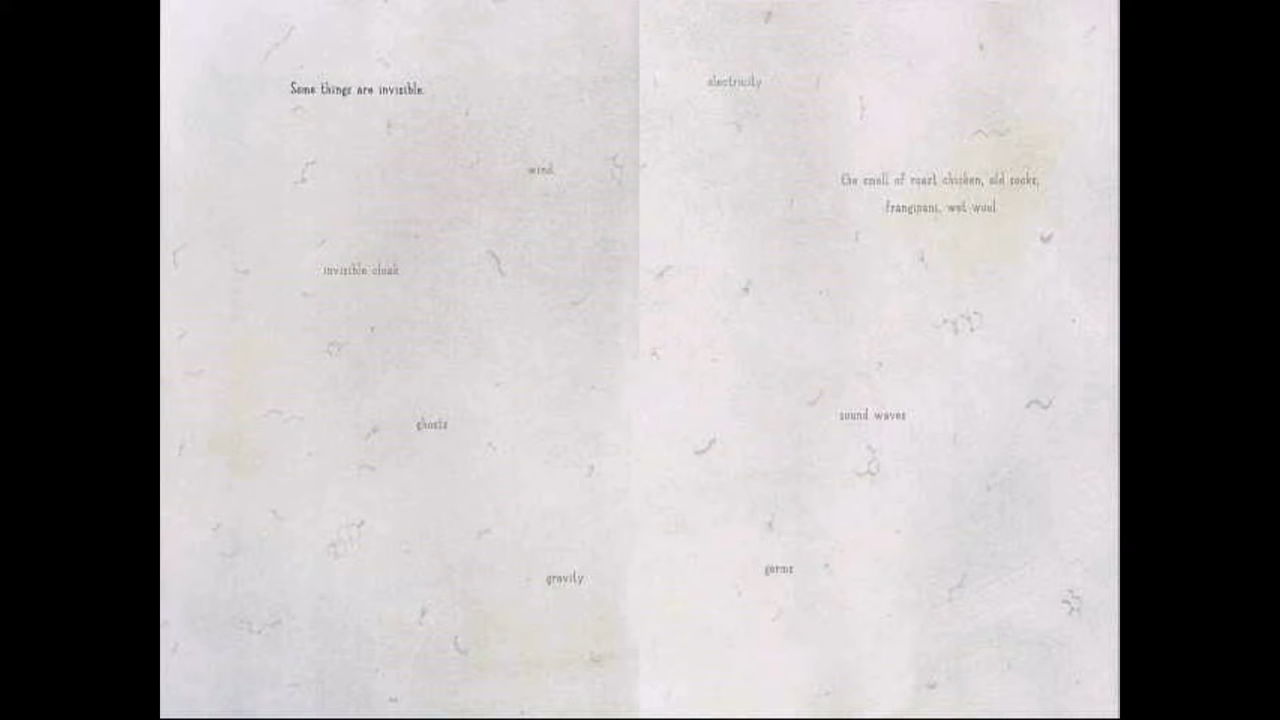 Some things are invisible.
wind
invisible cloak
ghosts
gravity
electricity
the smell of roast chicken, old socks,
frangipani, wet wool
sound waves
germs